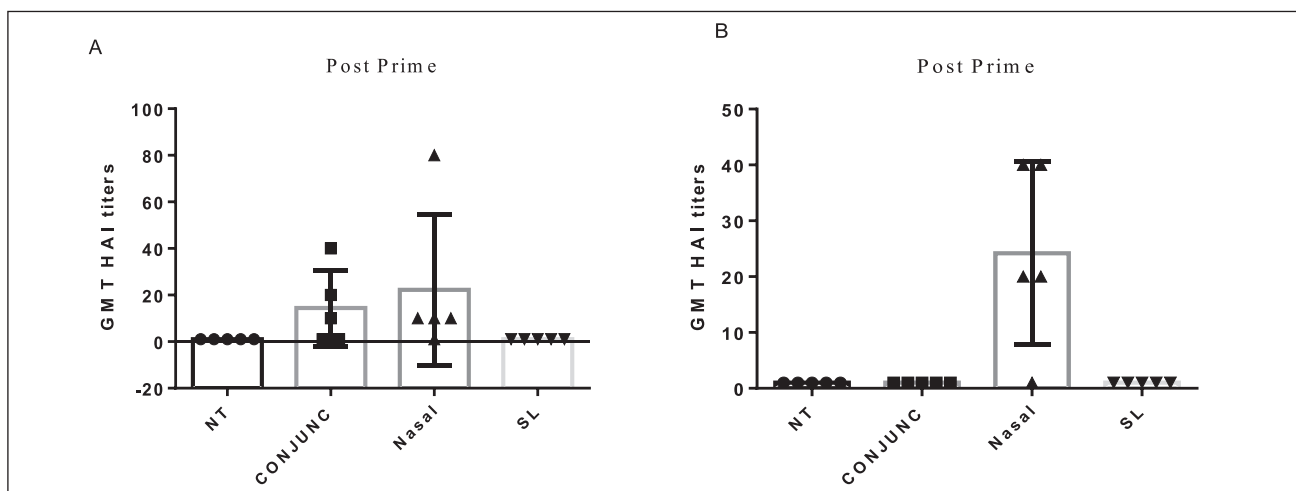 A
Post Prime
GMT HAI titers
100
80
60
40
20
0
-20
NT
CONJUNC
Nasal
SL
B
Post Prime
GMT HAI titers
50
40
30
20
10
0
NT
CONJUNC
Nasal
SL